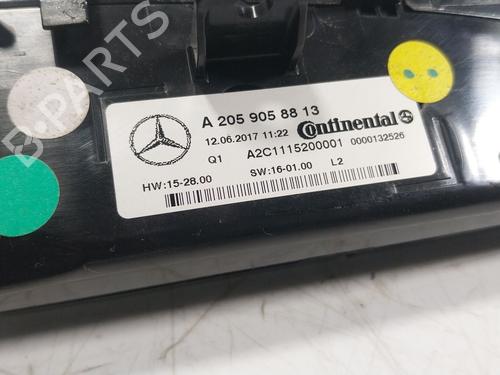 B-PARTS
A 205 905 88 13
12.06.2017 11:22 Continental
Q1 A2C1115200001 0000132526
HW:15-28.00 SW:16-01.00 L2